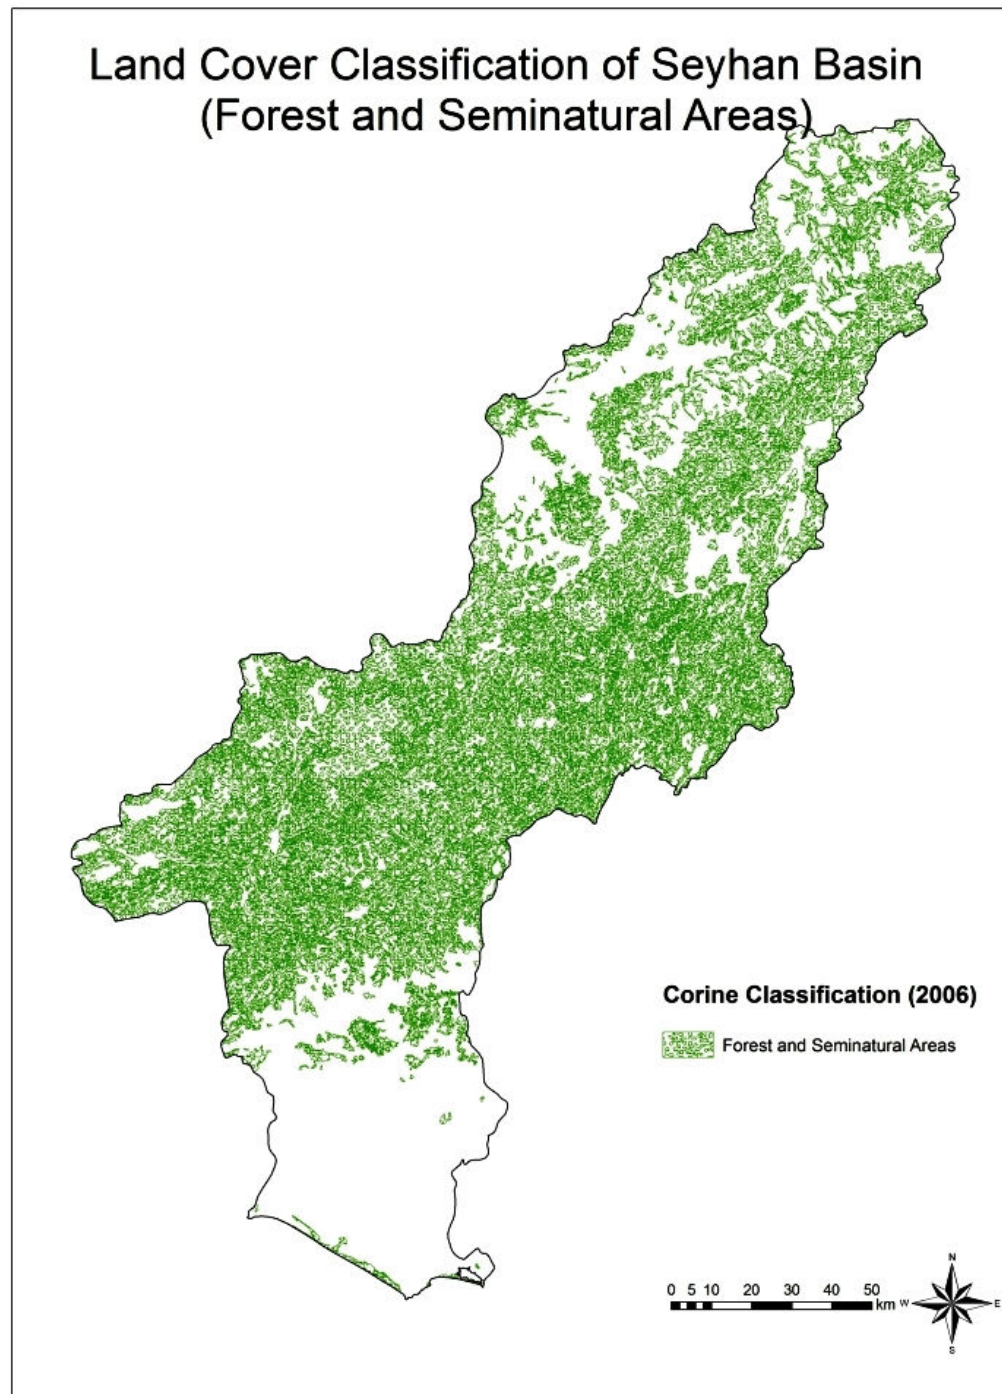 Land Cover Classification of Seyhan Basin
(Forest and Seminatural Areas)
Corine Classification (2006)
Forest and Seminatural Areas
0 5 10 20 30 40 50
km
N
W E
S